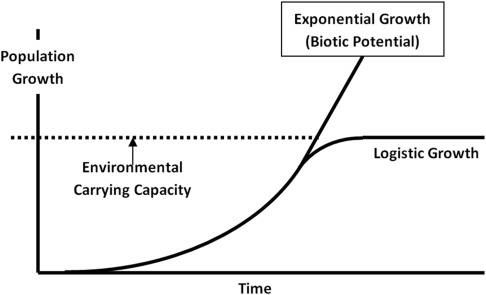 Exponential Growth
(Biotic Potential)
Population
Growth
Environmental
Carrying Capacity
Logistic Growth
Time